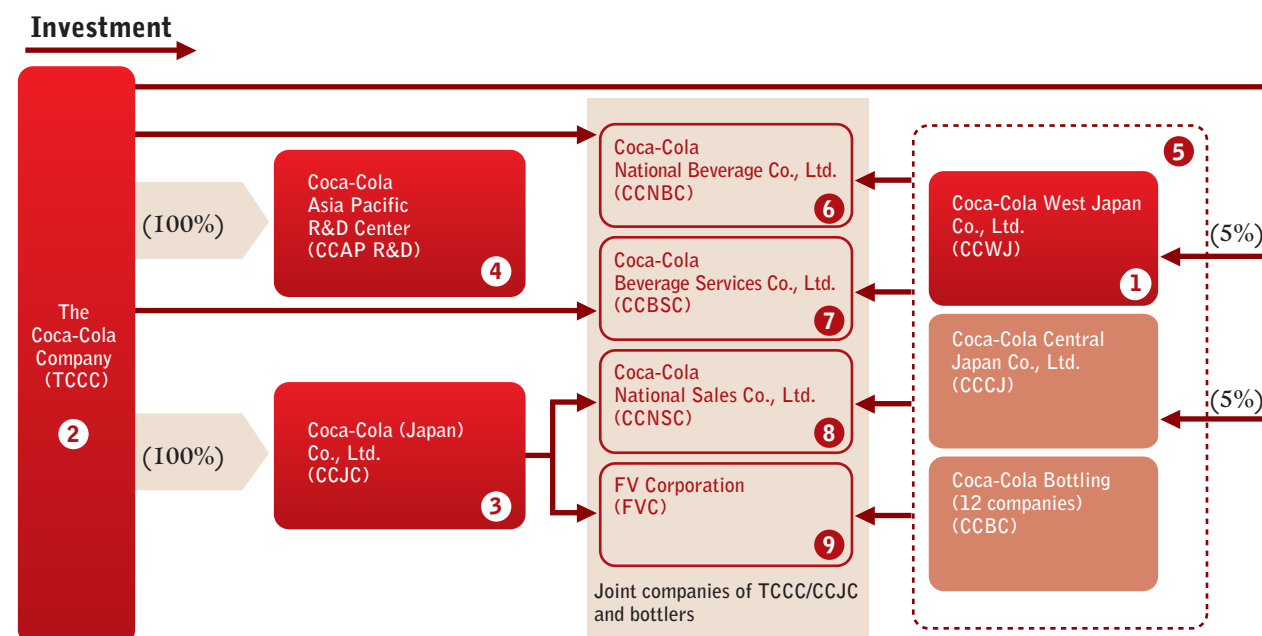 Investment
The
Coca-Cola
Company
(TCCC)
2
(100%)
Coca-Cola
Asia Pacific
R&D Center
(CCAP R&D)
4
(100%)
Coca-Cola (Japan)
Co., Ltd.
(CCJC)
3
Coca-Cola
National Beverage Co., Ltd.
(CCNBC)
6
Coca-Cola
Beverage Services Co., Ltd.
(CCBSC)
7
Coca-Cola
National Sales Co., Ltd.
(CCNSC)
8
FV Corporation
(FVC)
9
Joint companies of TCCC/CCJC
and bottlers
5
Coca-Cola West Japan
Co., Ltd.
(CCWJ)
1
(5%)
Coca-Cola Central
Japan Co., Ltd.
(CCCJ)
(5%)
Coca-Cola Bottling
(12 companies)
(CCBC)